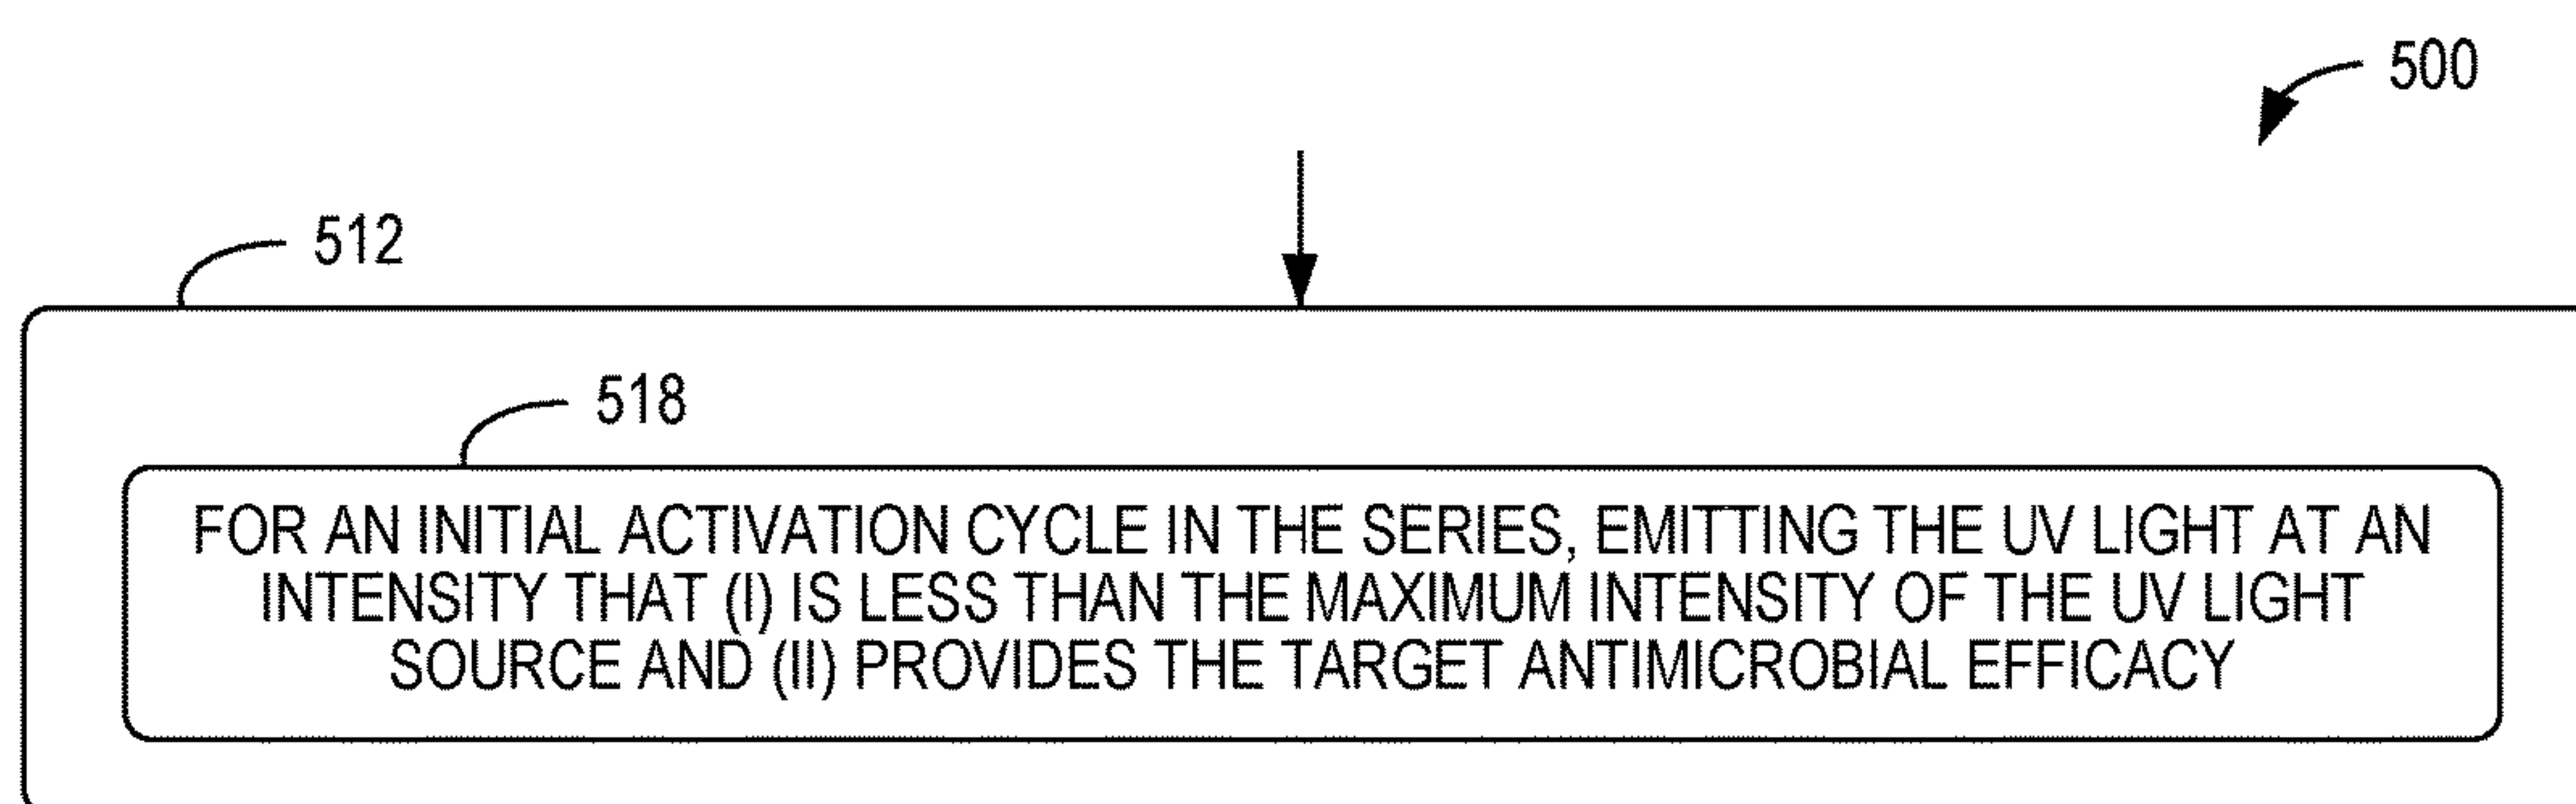 500
512
518
FOR AN INITIAL ACTIVATION CYCLE IN THE SERIES, EMITTING THE UV LIGHT AT AN
INTENSITY THAT (I) IS LESS THAN THE MAXIMUM INTENSITY OF THE UV LIGHT
SOURCE AND (II) PROVIDES THE TARGET ANTIMICROBIAL EFFICACY